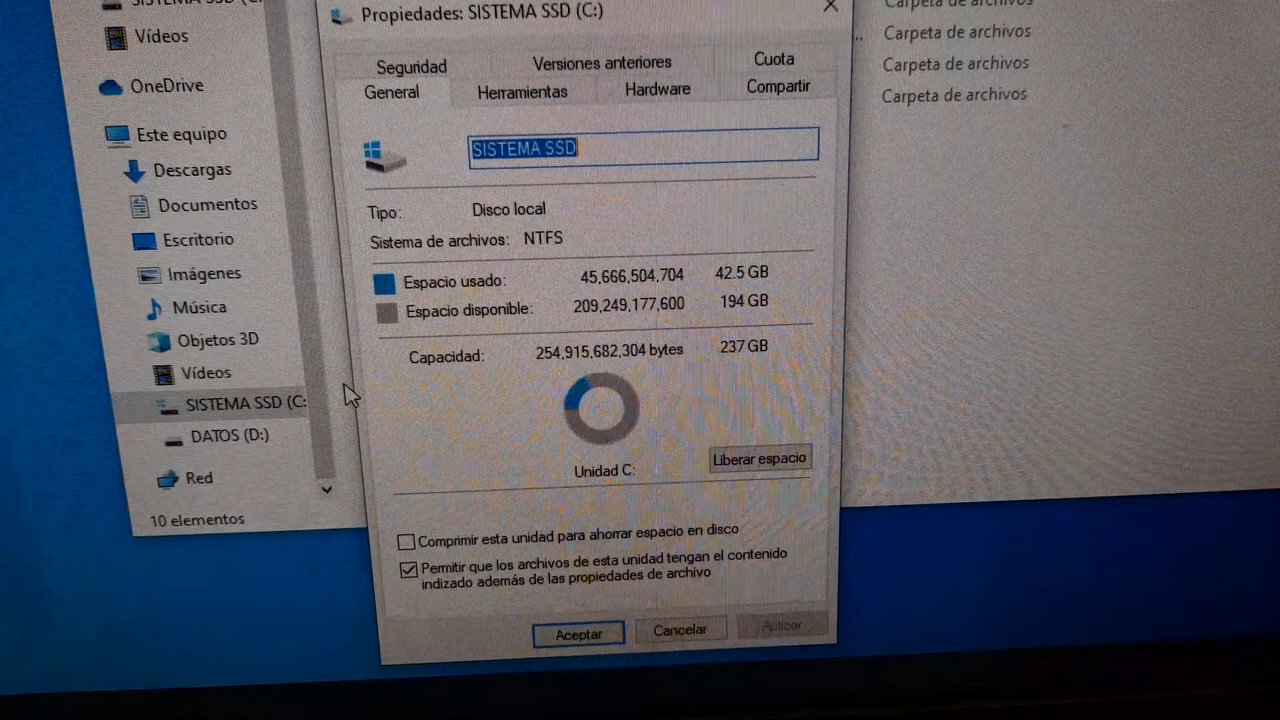 Propiedades: SISTEMA SSD (C:)
Seguridad
Versiones anteriores
Cuota
General
Herramientas
Hardware
Compartir
SISTEMA SSD
Tipo:
Disco local
Sistema de archivos: NTFS
Espacio usado: 45,666,504,704 42.5 GB
Espacio disponible: 209,249,177,600 194 GB
Capacidad: 254,915,682,304 bytes 237 GB
Unidad C:
Liberar espacio
Comprimir esta unidad para ahorrar espacio en disco
Permitir que los archivos de esta unidad tengan el contenido
indizado además de las propiedades de archivo
Aceptar
Cancelar
Aplicar
SISTEMA SSD (C:
Vídeos
OneDrive
Este equipo
Descargas
Documentos
Escritorio
Imágenes
Música
Objetos 3D
Vídeos
SISTEMA SSD (C:
DATOS (D:)
Red
10 elementos
Carpeta de archivos
Carpeta de archivos
Carpeta de archivos
Carpeta de archivos